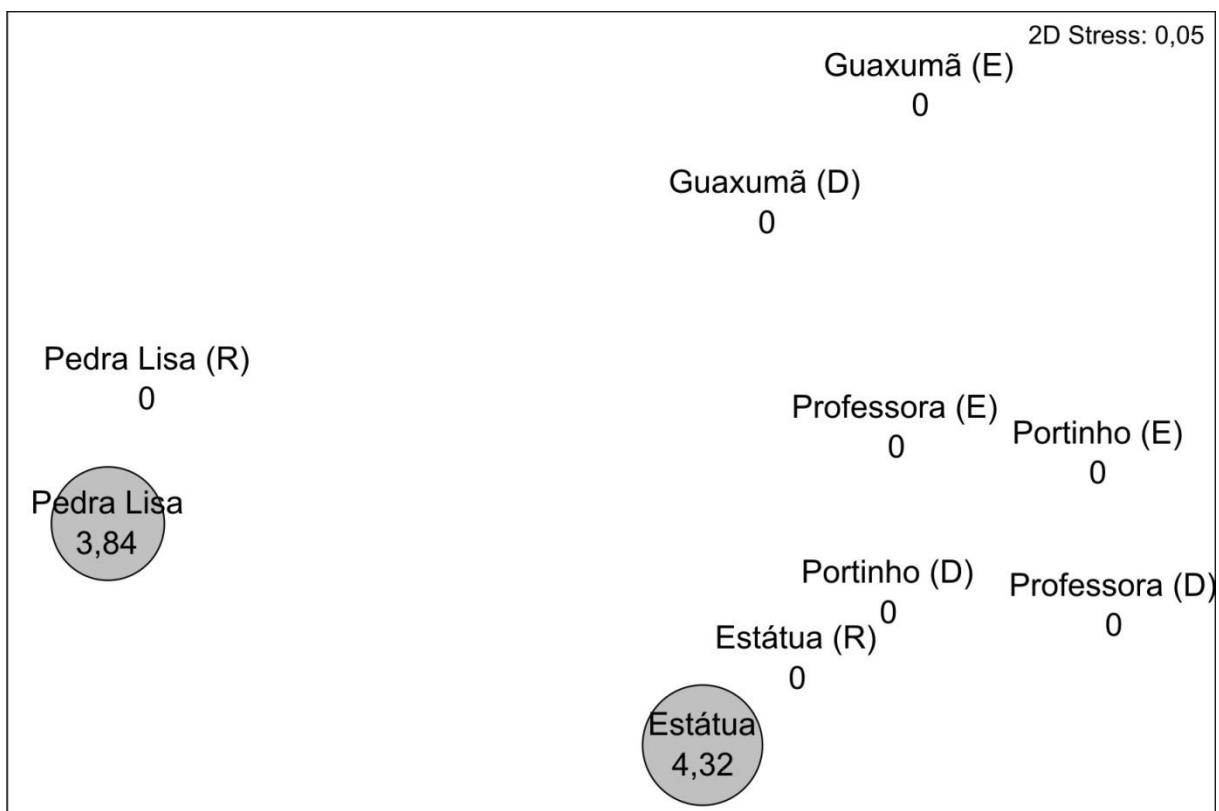 2D Stress: 0,05
Guaxumã (E)
0
Guaxumã (D)
0
Pedra Lisa (R)
0
Professora (E)
0
Portinho (E)
0
Pedra Lisa
3,84
Portinho (D)
0
Professora (D)
0
Estátua (R)
0
Estátua
4,32